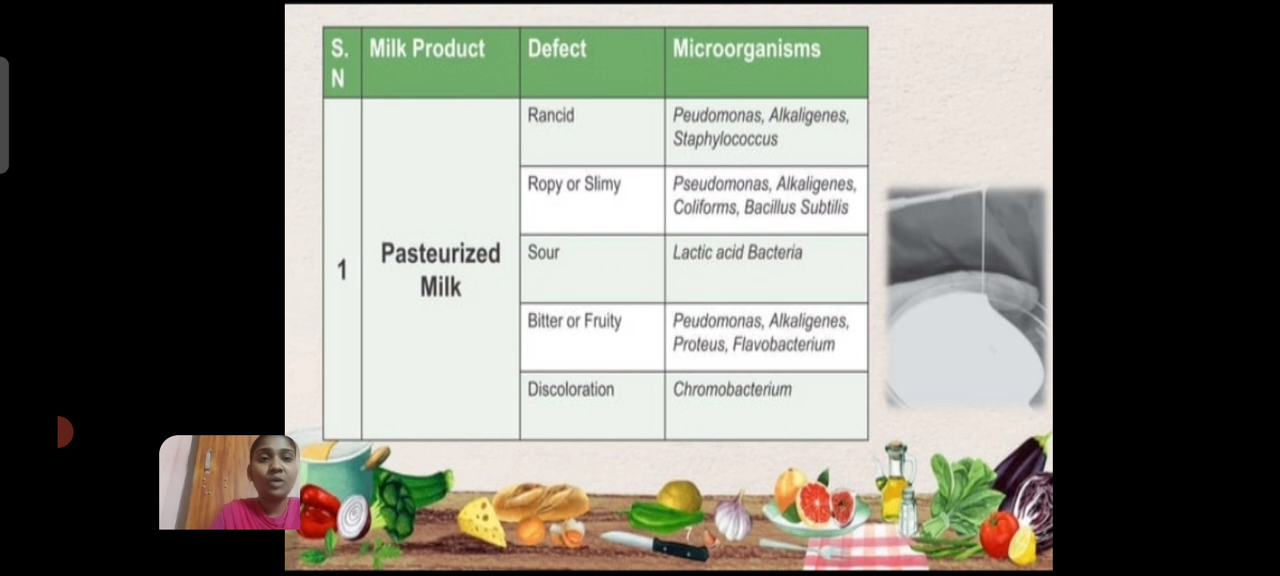 S.
N
Milk Product
Defect
Microorganisms
1
Pasteurized
Milk
Rancid
Peudomonas, Alkaligenes,
Staphylococcus
Ropy or Slimy
Pseudomonas, Alkaligenes,
Coliforms, Bacillus Subtilis
Sour
Lactic acid Bacteria
Bitter or Fruity
Peudomonas, Alkaligenes,
Proteus, Flavobacterium
Discoloration
Chromobacterium